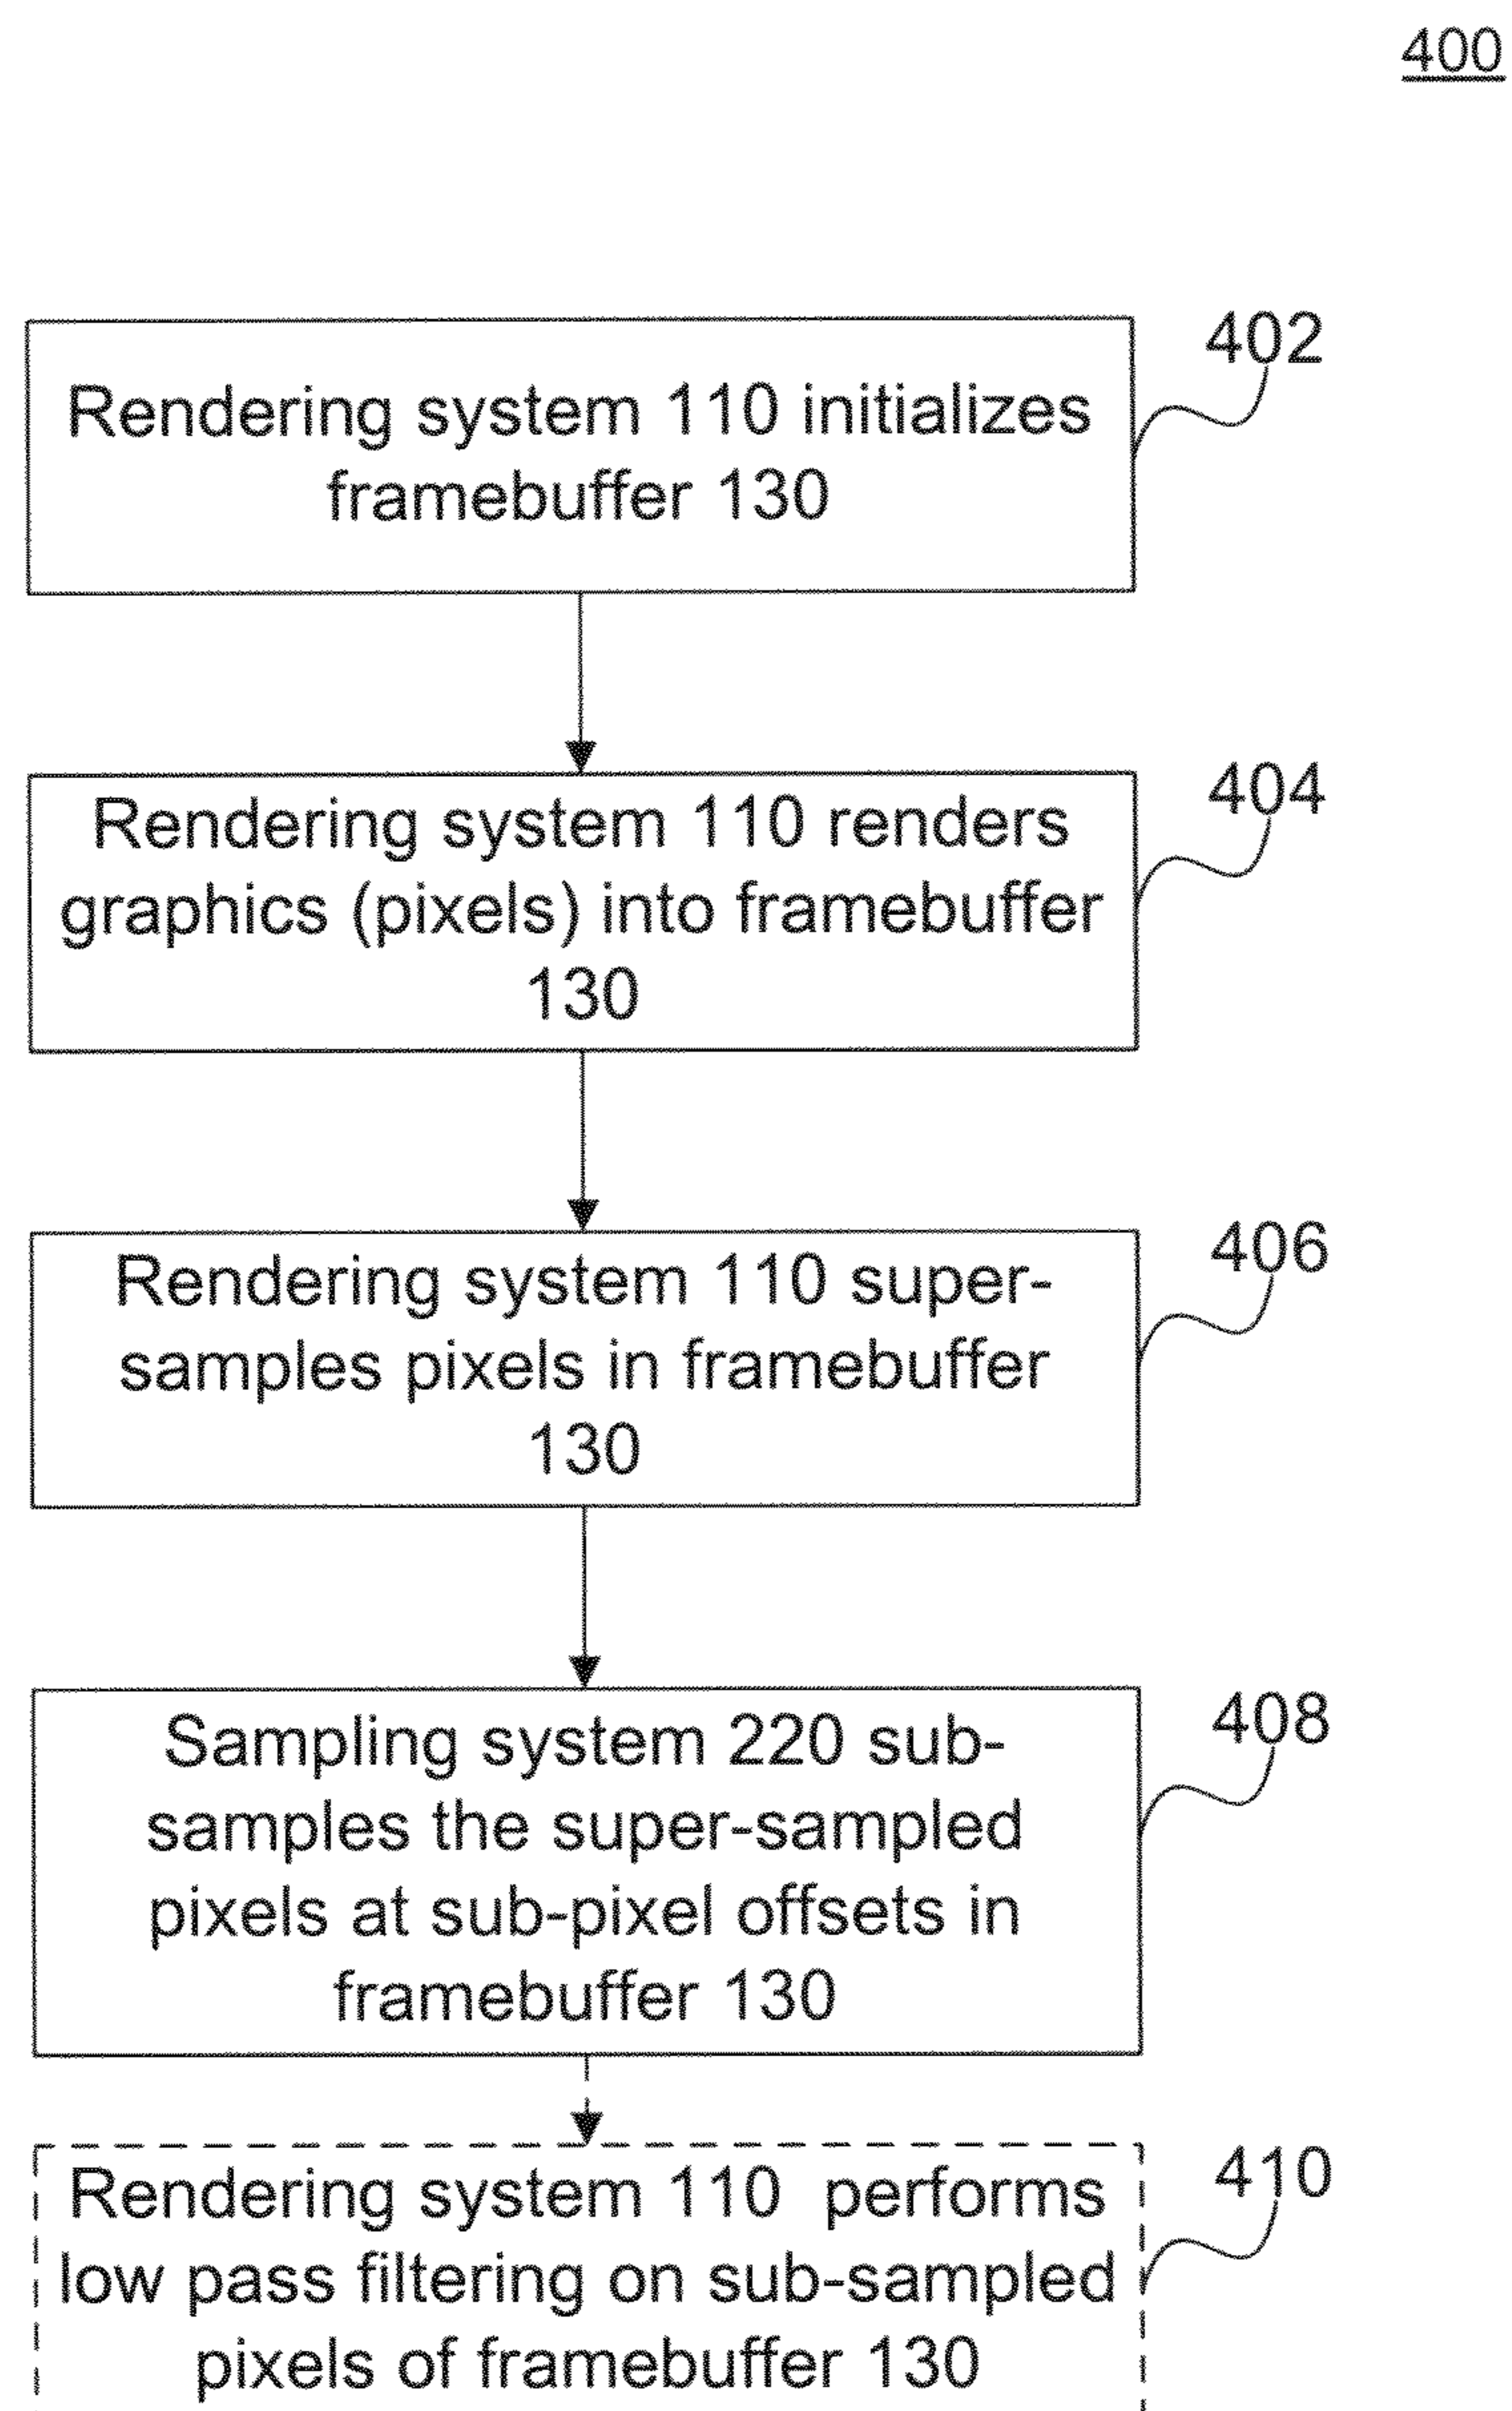 400
402
Rendering system 110 initializes
framebuffer 130
404
Rendering system 110 renders
graphics (pixels) into framebuffer
130
406
Rendering system 110 super-
samples pixels in framebuffer
130
408
Sampling system 220 sub-
samples the super-sampled
pixels at sub-pixel offsets in
framebuffer 130
410
Rendering system 110  performs
low pass filtering on sub-sampled
pixels of framebuffer 130